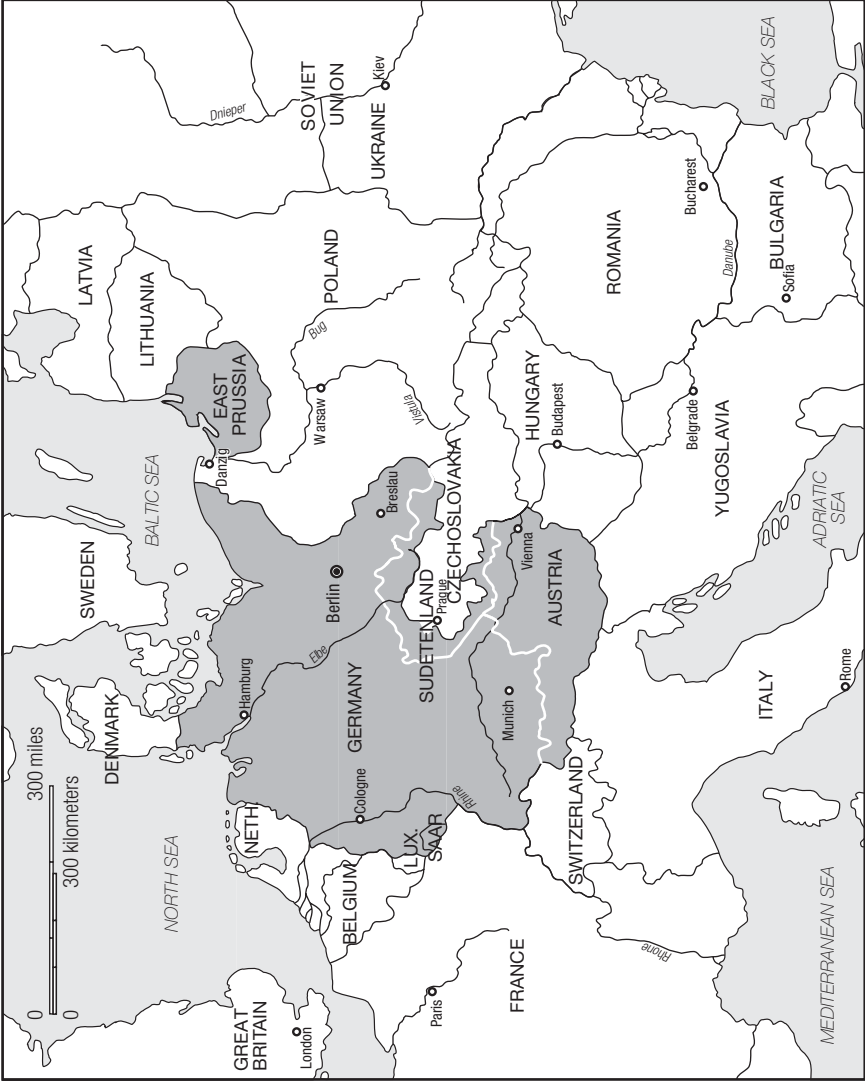 0
300 miles
0
300 kilometers
GREAT
BRITAIN
London
NORTH SEA
DENMARK
SWEDEN
BALTIC SEA
LATVIA
LITHUANIA
EAST
PRUSSIA
Danzig
Hamburg
NETH.
BELGIUM
LUX.
SAAR
Cologne
GERMANY
Elbe
Berlin
Breslau
Warsaw
Bug
Vistula
POLAND
Dnieper
SOVIET
UNION
UKRAINE
Kiev
Paris
FRANCE
Rhine
Rhone
SUDETENLAND
Prague
CZECHOSLOVAKIA
Munich
Vienna
AUSTRIA
SWITZERLAND
HUNGARY
Budapest
ROMANIA
Bucharest
Danube
BULGARIA
Sofia
Belgrade
YUGOSLAVIA
ADRIATIC
SEA
ITALY
Rome
MEDITERRANEAN SEA
BLACK SEA